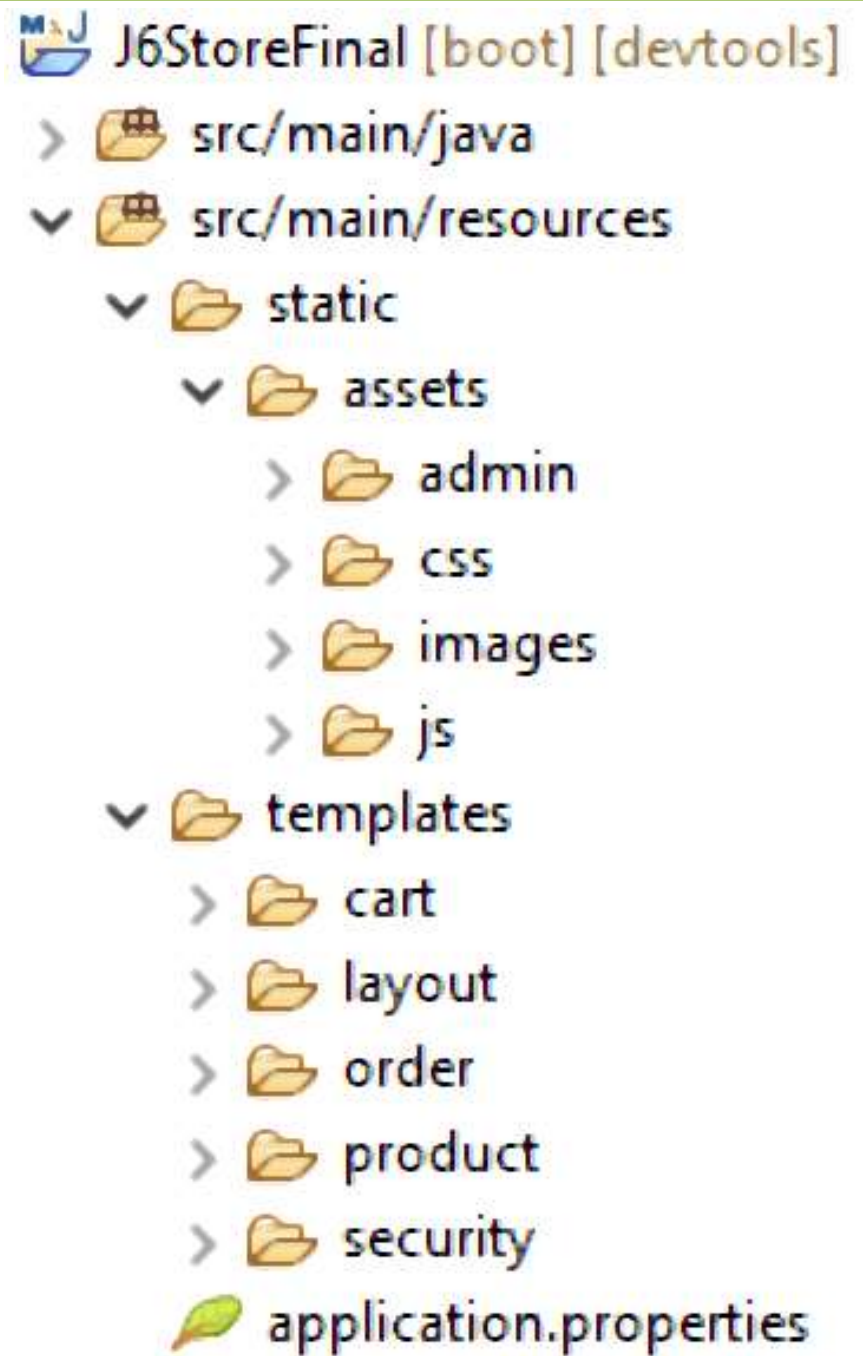 J6StoreFinal [boot] [devtools]
src/main/java
src/main/resources
static
assets
admin
css
images
js
templates
cart
layout
order
product
security
application.properties